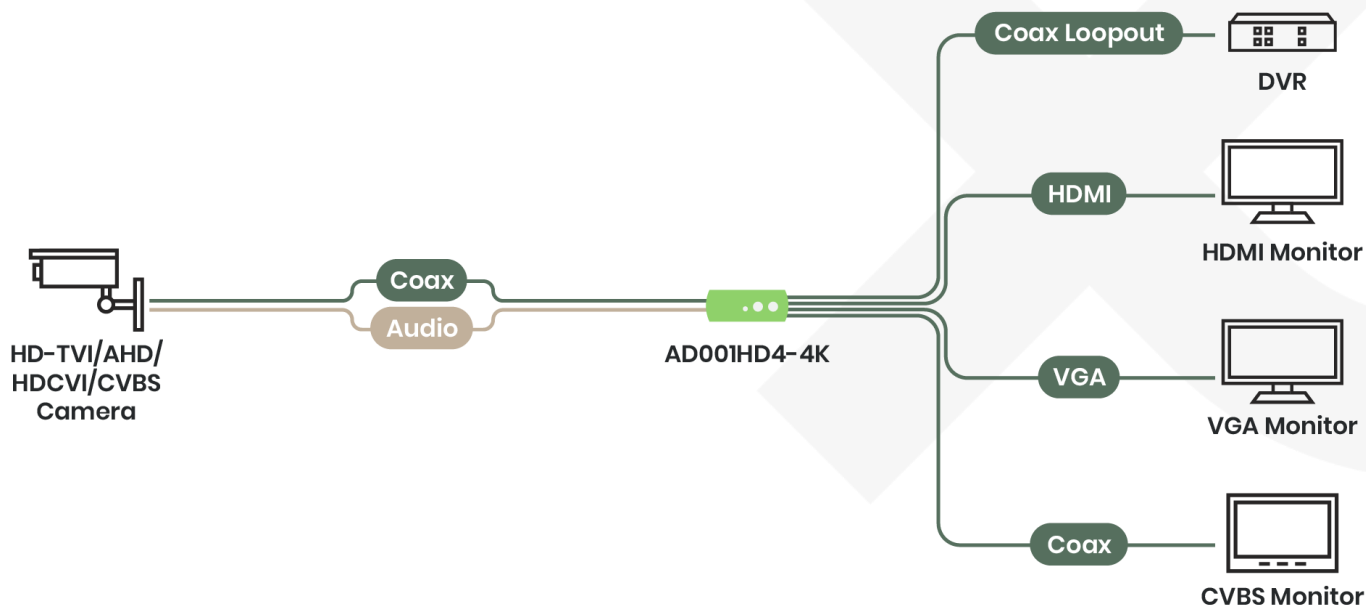 Coax Loopout
DVR
HDMI
HDMI Monitor
Coax
Audio
HD-TVI/AHD/
HDCVI/CVBS
Camera
AD001HD4-4K
VGA
VGA Monitor
Coax
CVBS Monitor